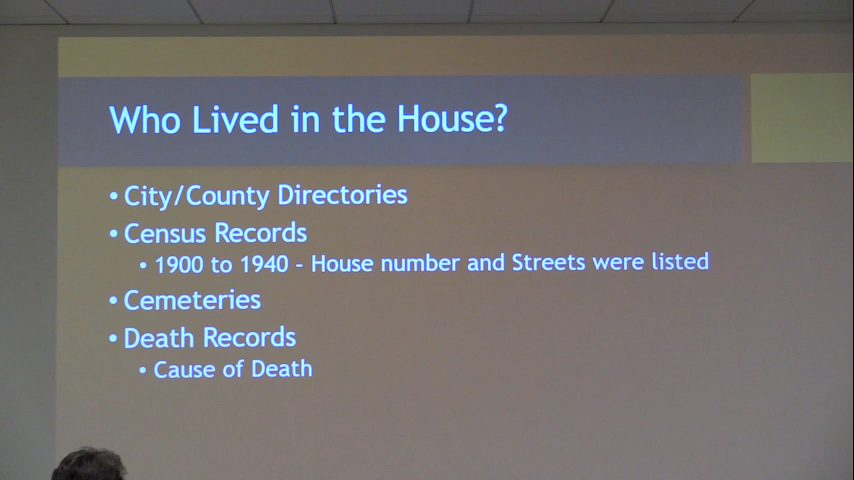 Who Lived in the House?
• City/County Directories
• Census Records
• 1900 to 1940 - House number and Streets were listed
• Cemeteries
• Death Records
• Cause of Death